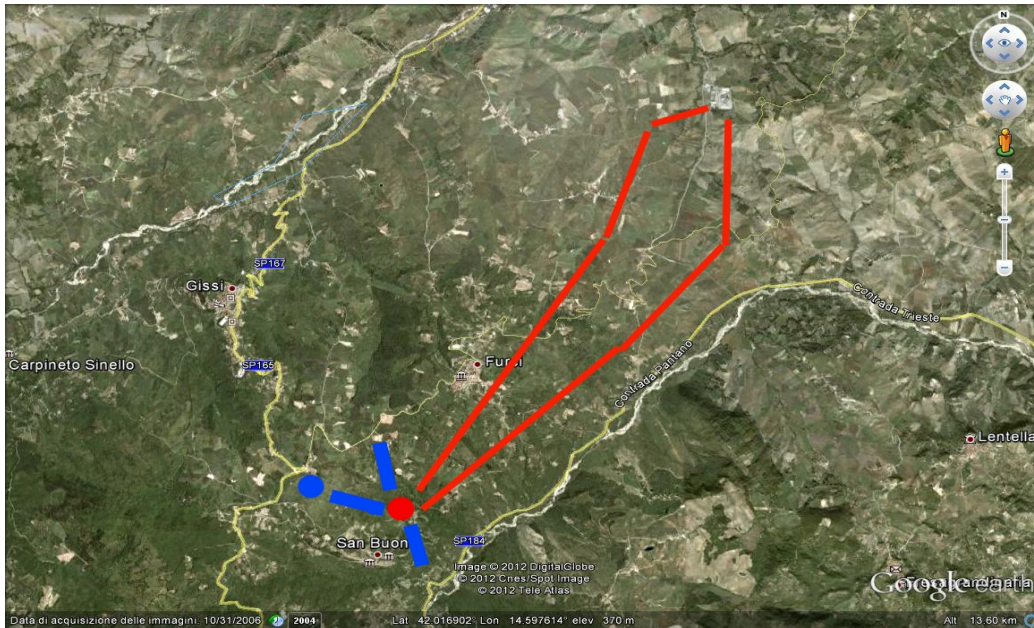 N
SP167
Gissi
Contrada Trieste
SP165
Carpineto Sinello
Furci
Contrada Pantano
Lentella
San Buon
SP184
Image © 2012 DigitalGlobe
© 2012 Cnes/Spot Image
© 2012 Tele Atlas
Google earth
Data di acquisizione delle immagini: 10/31/2006
2004
Lat 42.016902° Lon 14.597614° elev 370 m
Alt 13.60 km